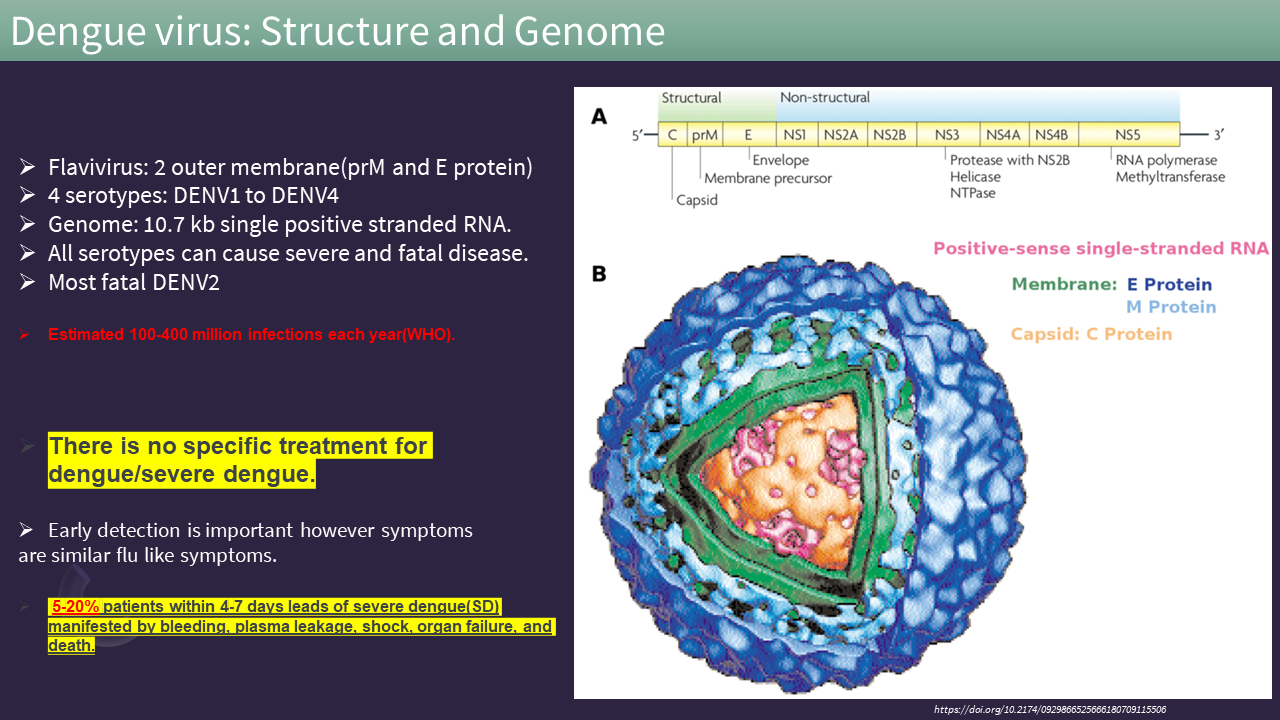 Dengue virus: Structure and Genome
➢ Flavivirus: 2 outer membrane(prM and E protein)
➢ 4 serotypes: DENV1 to DENV4
➢ Genome: 10.7 kb single positive stranded RNA.
➢ All serotypes can cause severe and fatal disease.
➢ Most fatal DENV2
➢ Estimated 100-400 million infections each year(WHO).
➢ There is no specific treatment for
dengue/severe dengue.
➢ Early detection is important however symptoms
are similar flu like symptoms.
➢ 5-20% patients within 4-7 days leads of severe dengue(SD)
manifested by bleeding, plasma leakage, shock, organ failure, and
death.
A
Structural Non-structural
5′ C prM E NS1 NS2A NS2B NS3 NS4A NS4B NS5 3′
Envelope Protease with NS2B RNA polymerase
Membrane precursor Helicase Methyltransferase
NTPase
Capsid
B
Positive-sense single-stranded RNA
Membrane: E Protein
M Protein
Capsid: C Protein
https://doi.org/10.2174/0929866525666180709115506